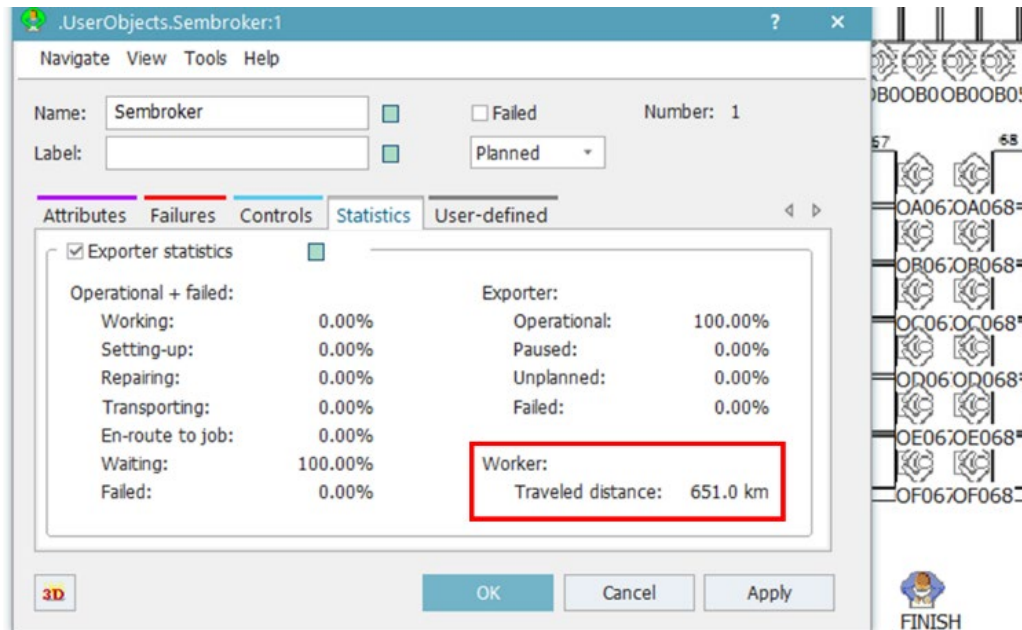 .UserObjects.Sembroker:1 ? ×
Navigate View Tools Help
Name: Sembroker Failed Number: 1
Label: Planned
Attributes Failures Controls Statistics User-defined
Exporter statistics
Operational + failed: Exporter:
Working: 0.00% Operational: 100.00%
Setting-up: 0.00% Paused: 0.00%
Repairing: 0.00% Unplanned: 0.00%
Transporting: 0.00% Failed: 0.00%
En-route to job: 0.00%
Waiting: 100.00% Worker:
Failed: 0.00% Traveled distance: 651.0 km
3D OK Cancel Apply
67 68
OA067OA068
OB067OB068
OC067OC068
OD067OD068
OE067OE068
OF067OF068
FINISH